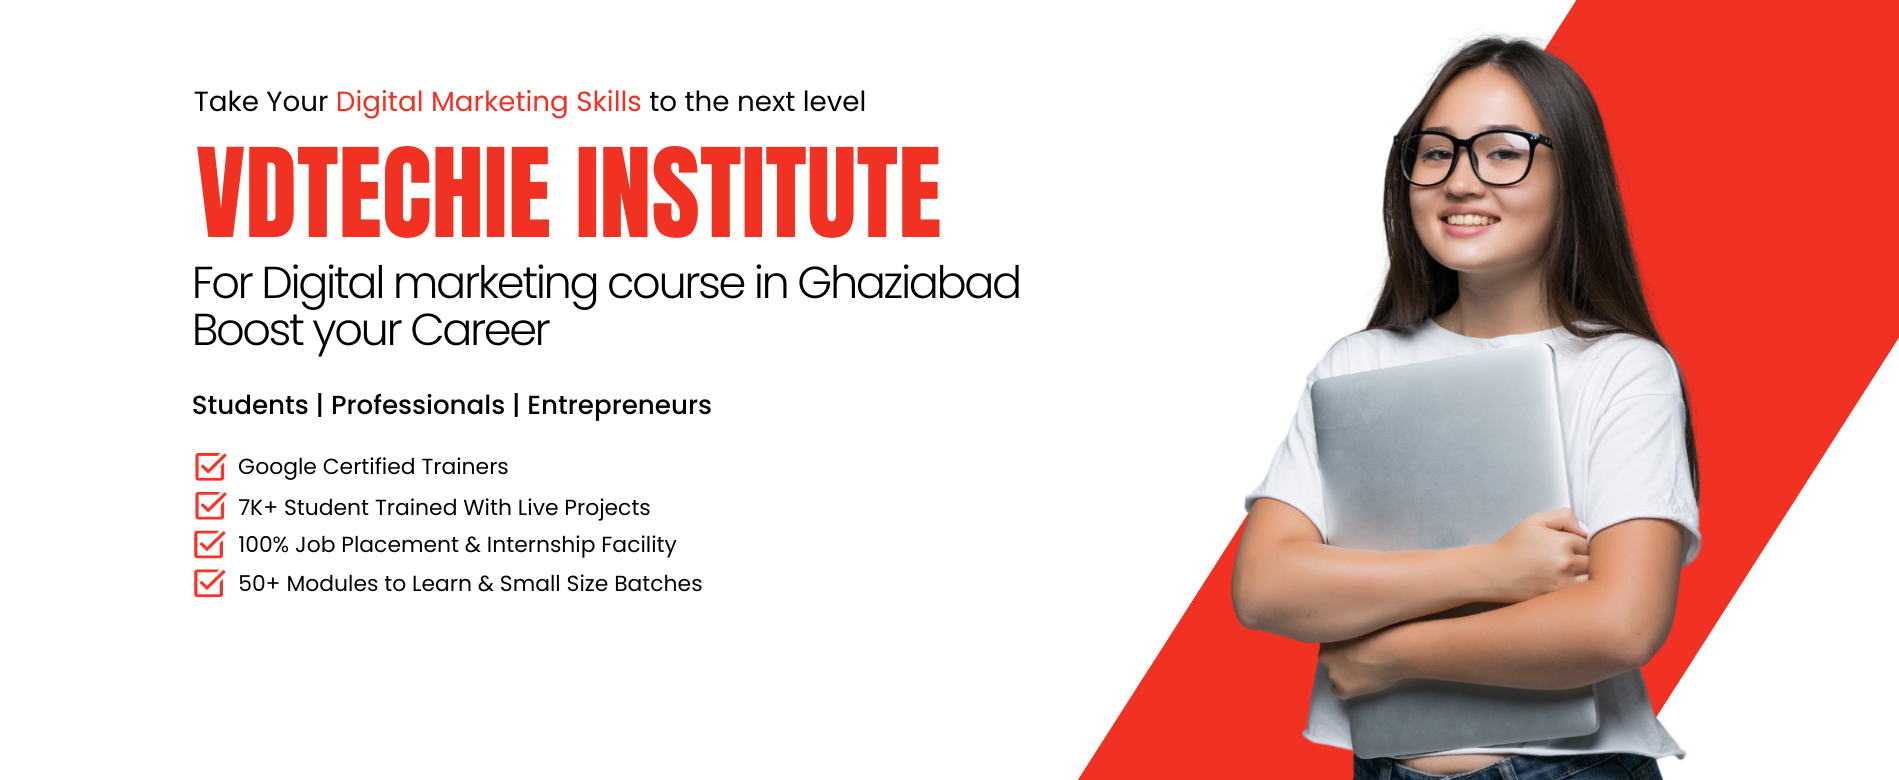 Take Your Digital Marketing Skills to the next level
VDTECHIE INSTITUTE
For Digital marketing course in Ghaziabad
Boost your Career
Students | Professionals | Entrepreneurs
Google Certified Trainers
7K+ Student Trained With Live Projects
100% Job Placement & Internship Facility
50+ Modules to Learn & Small Size Batches